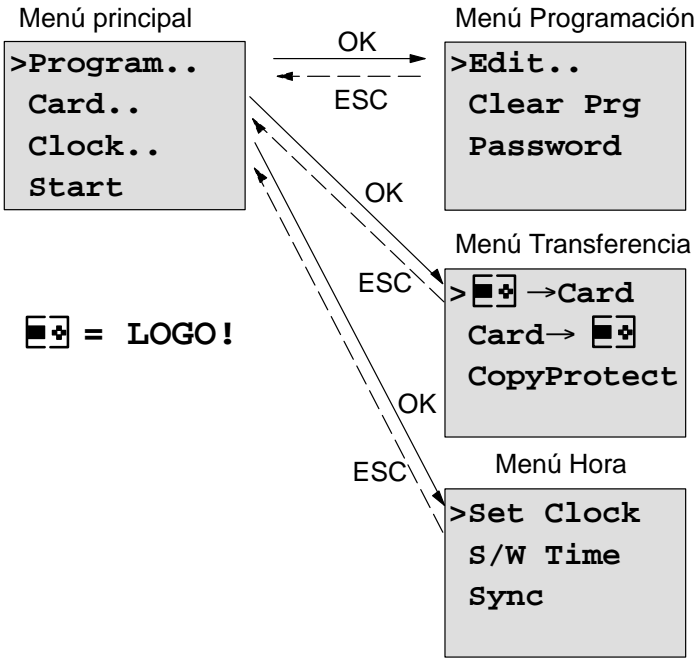 Menú principal
>Program..
Card..
Clock..
Start
OK
ESC
Menú Programación
>Edit..
Clear Prg
Password
OK
ESC
Menú Transferencia
> →Card
Card→
CopyProtect
= LOGO!
OK
ESC
Menú Hora
>Set Clock
S/W Time
Sync